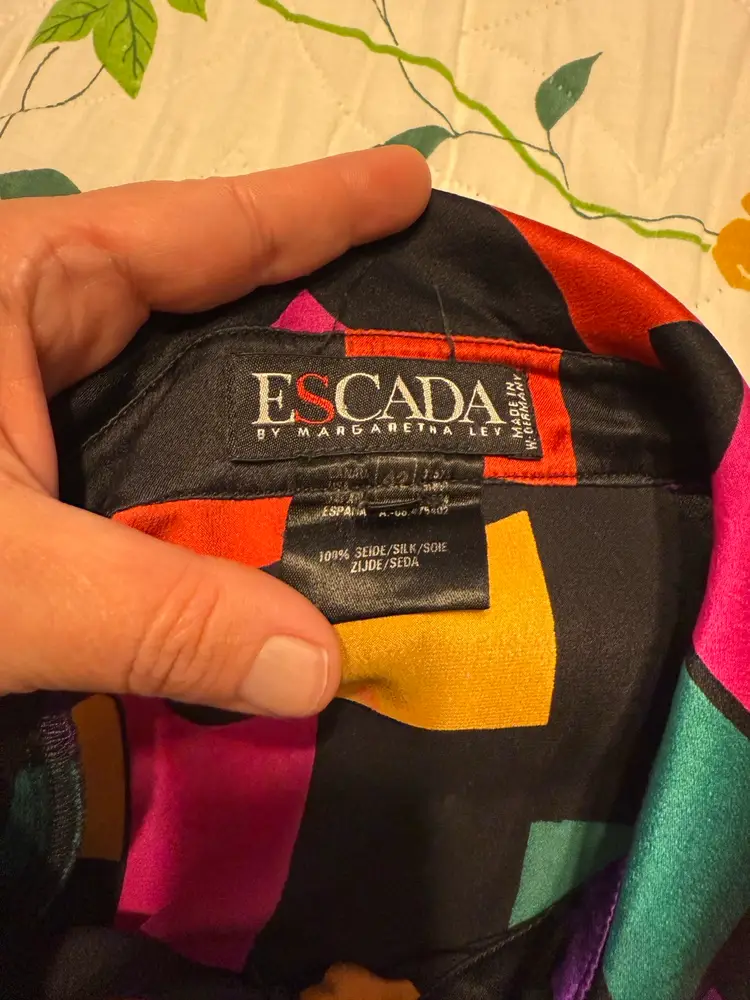 ESCADA
BY MARGARETHA LEY
MADE IN
W.-GERMANY
42
ESPAÑA
100% SEIDE/SILK/SOIE
ZIJDE/SEDA